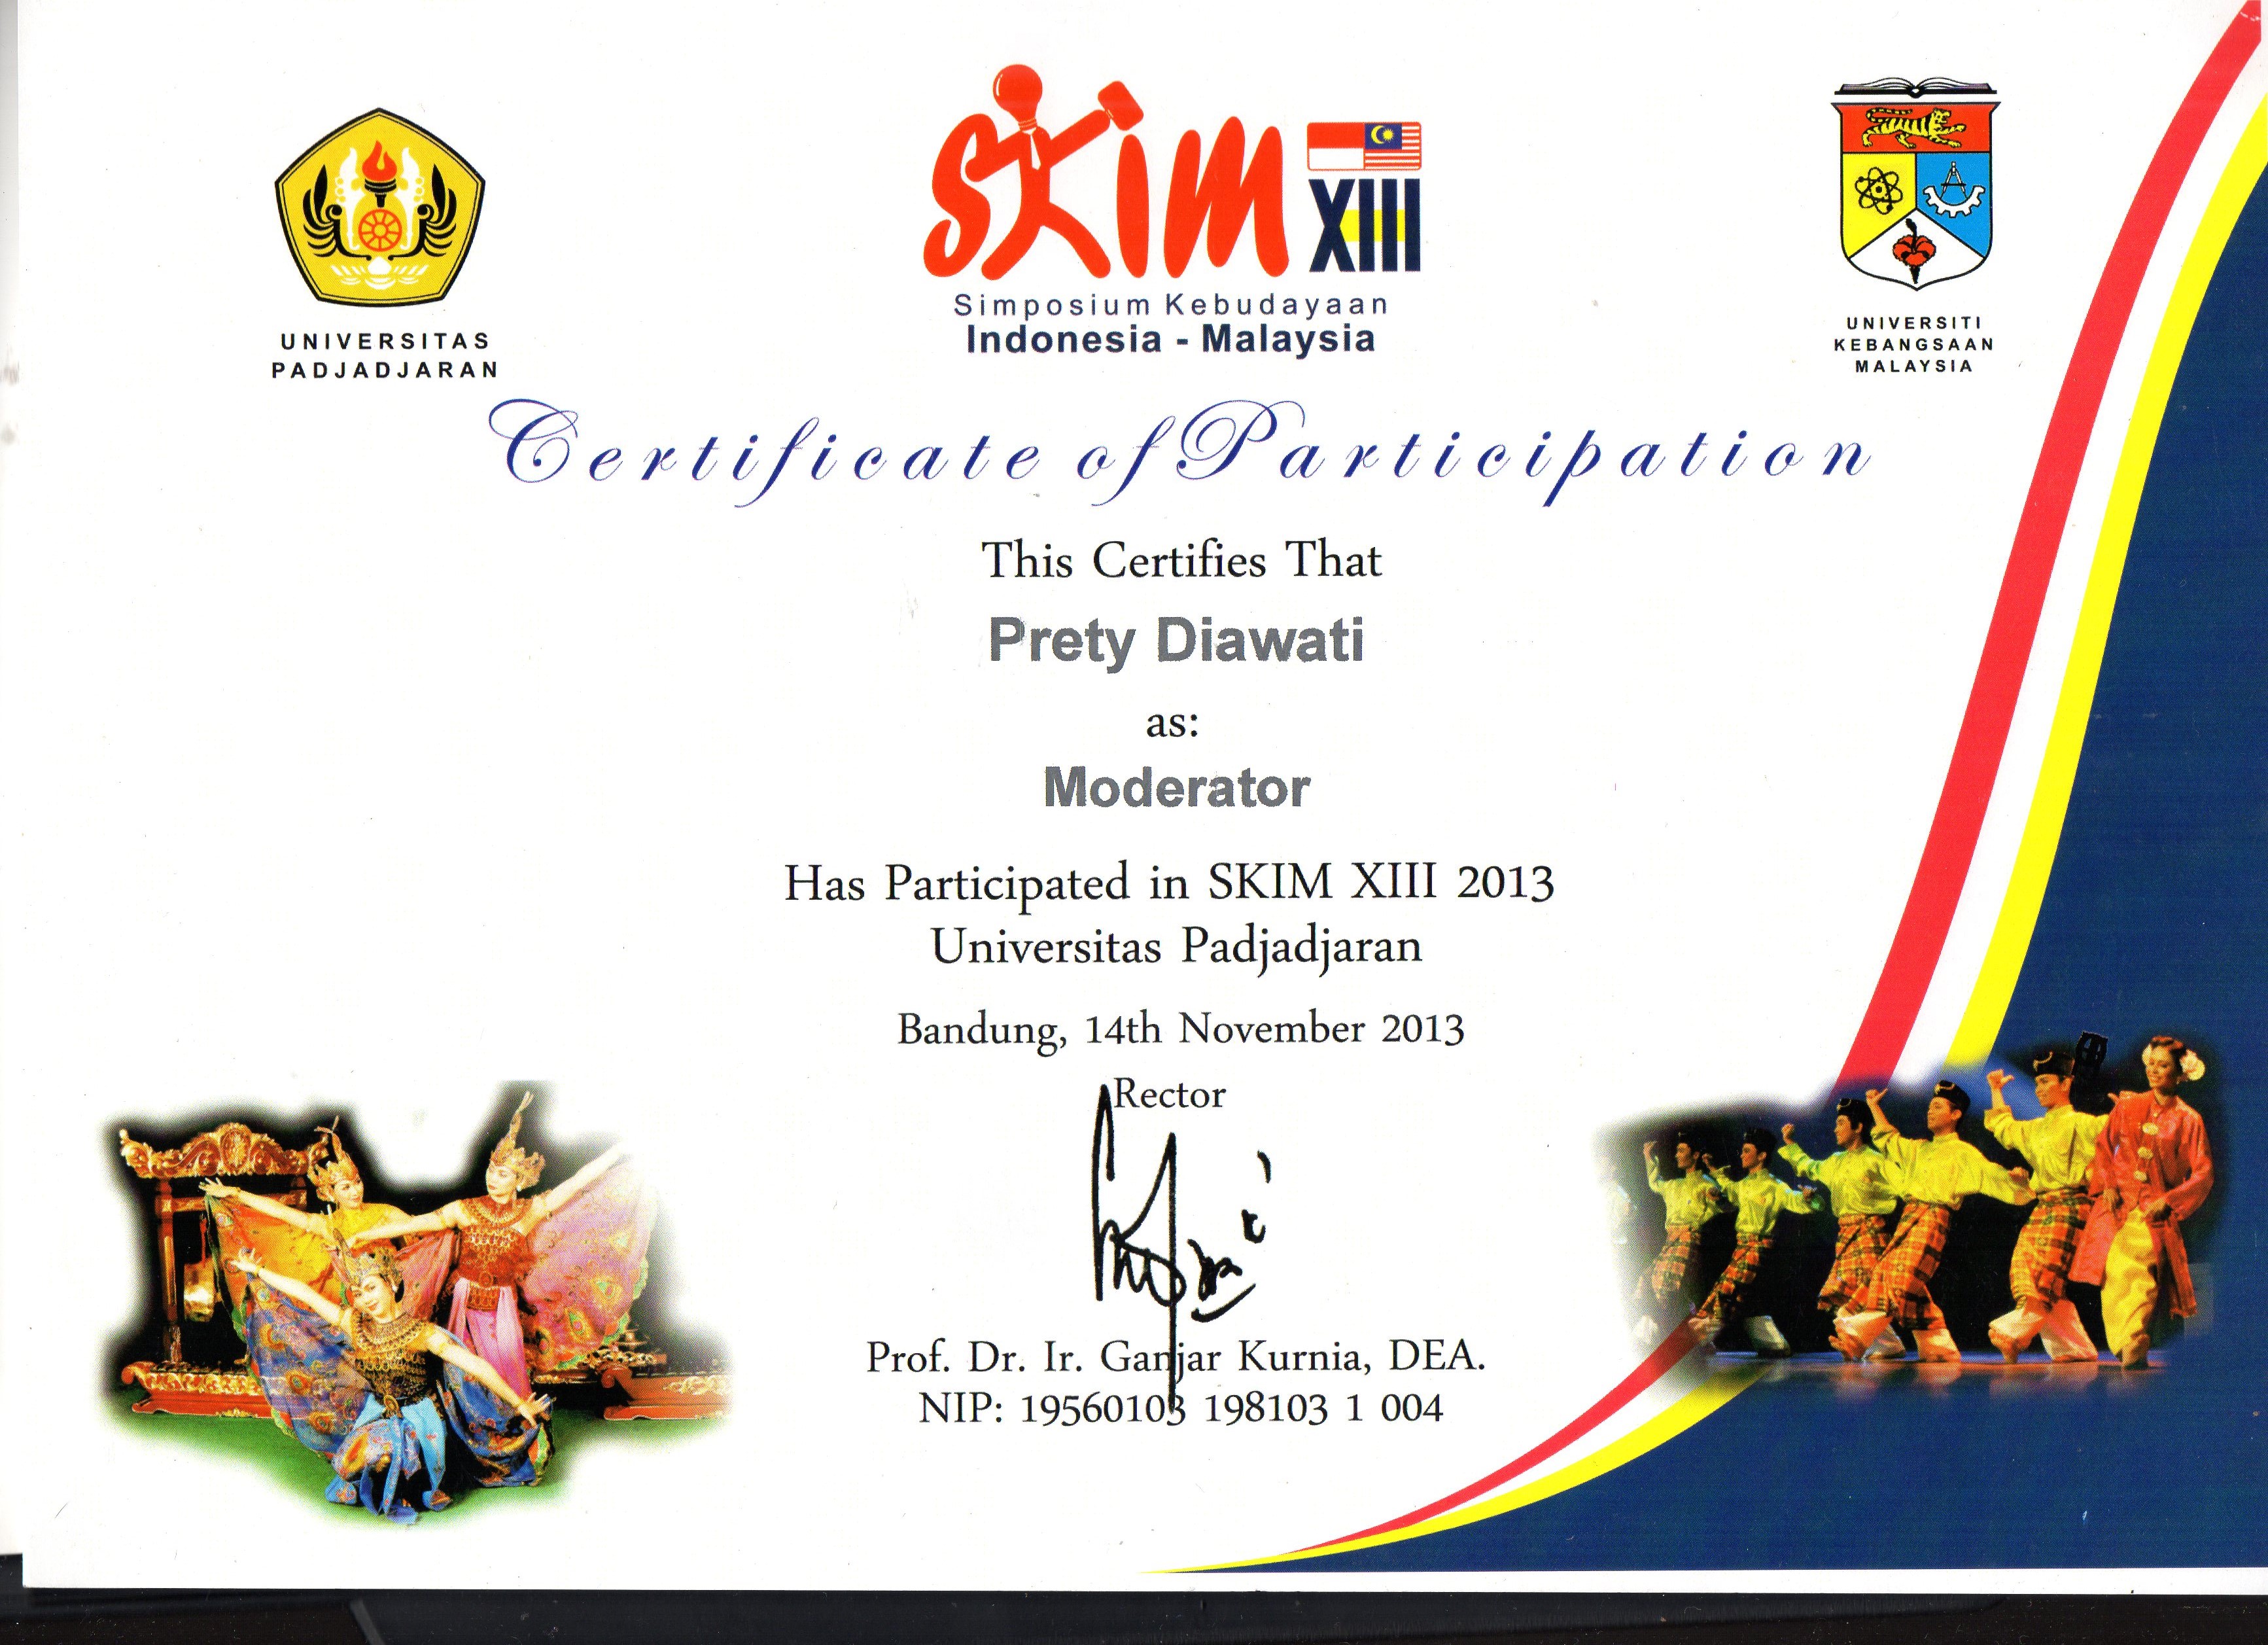 UNIVERSITAS
PADJADJARAN
SKIM XIII
Simposium Kebudayaan
Indonesia - Malaysia
UNIVERSITI
KEBANGSAAN
MALAYSIA
Certificate of Participation
This Certifies That
Prety Diawati
as:
Moderator
Has Participated in SKIM XIII 2013
Universitas Padjadjaran
Bandung, 14th November 2013
Rector
Prof. Dr. Ir. Ganjar Kurnia, DEA.
NIP: 19560103 198103 1 004